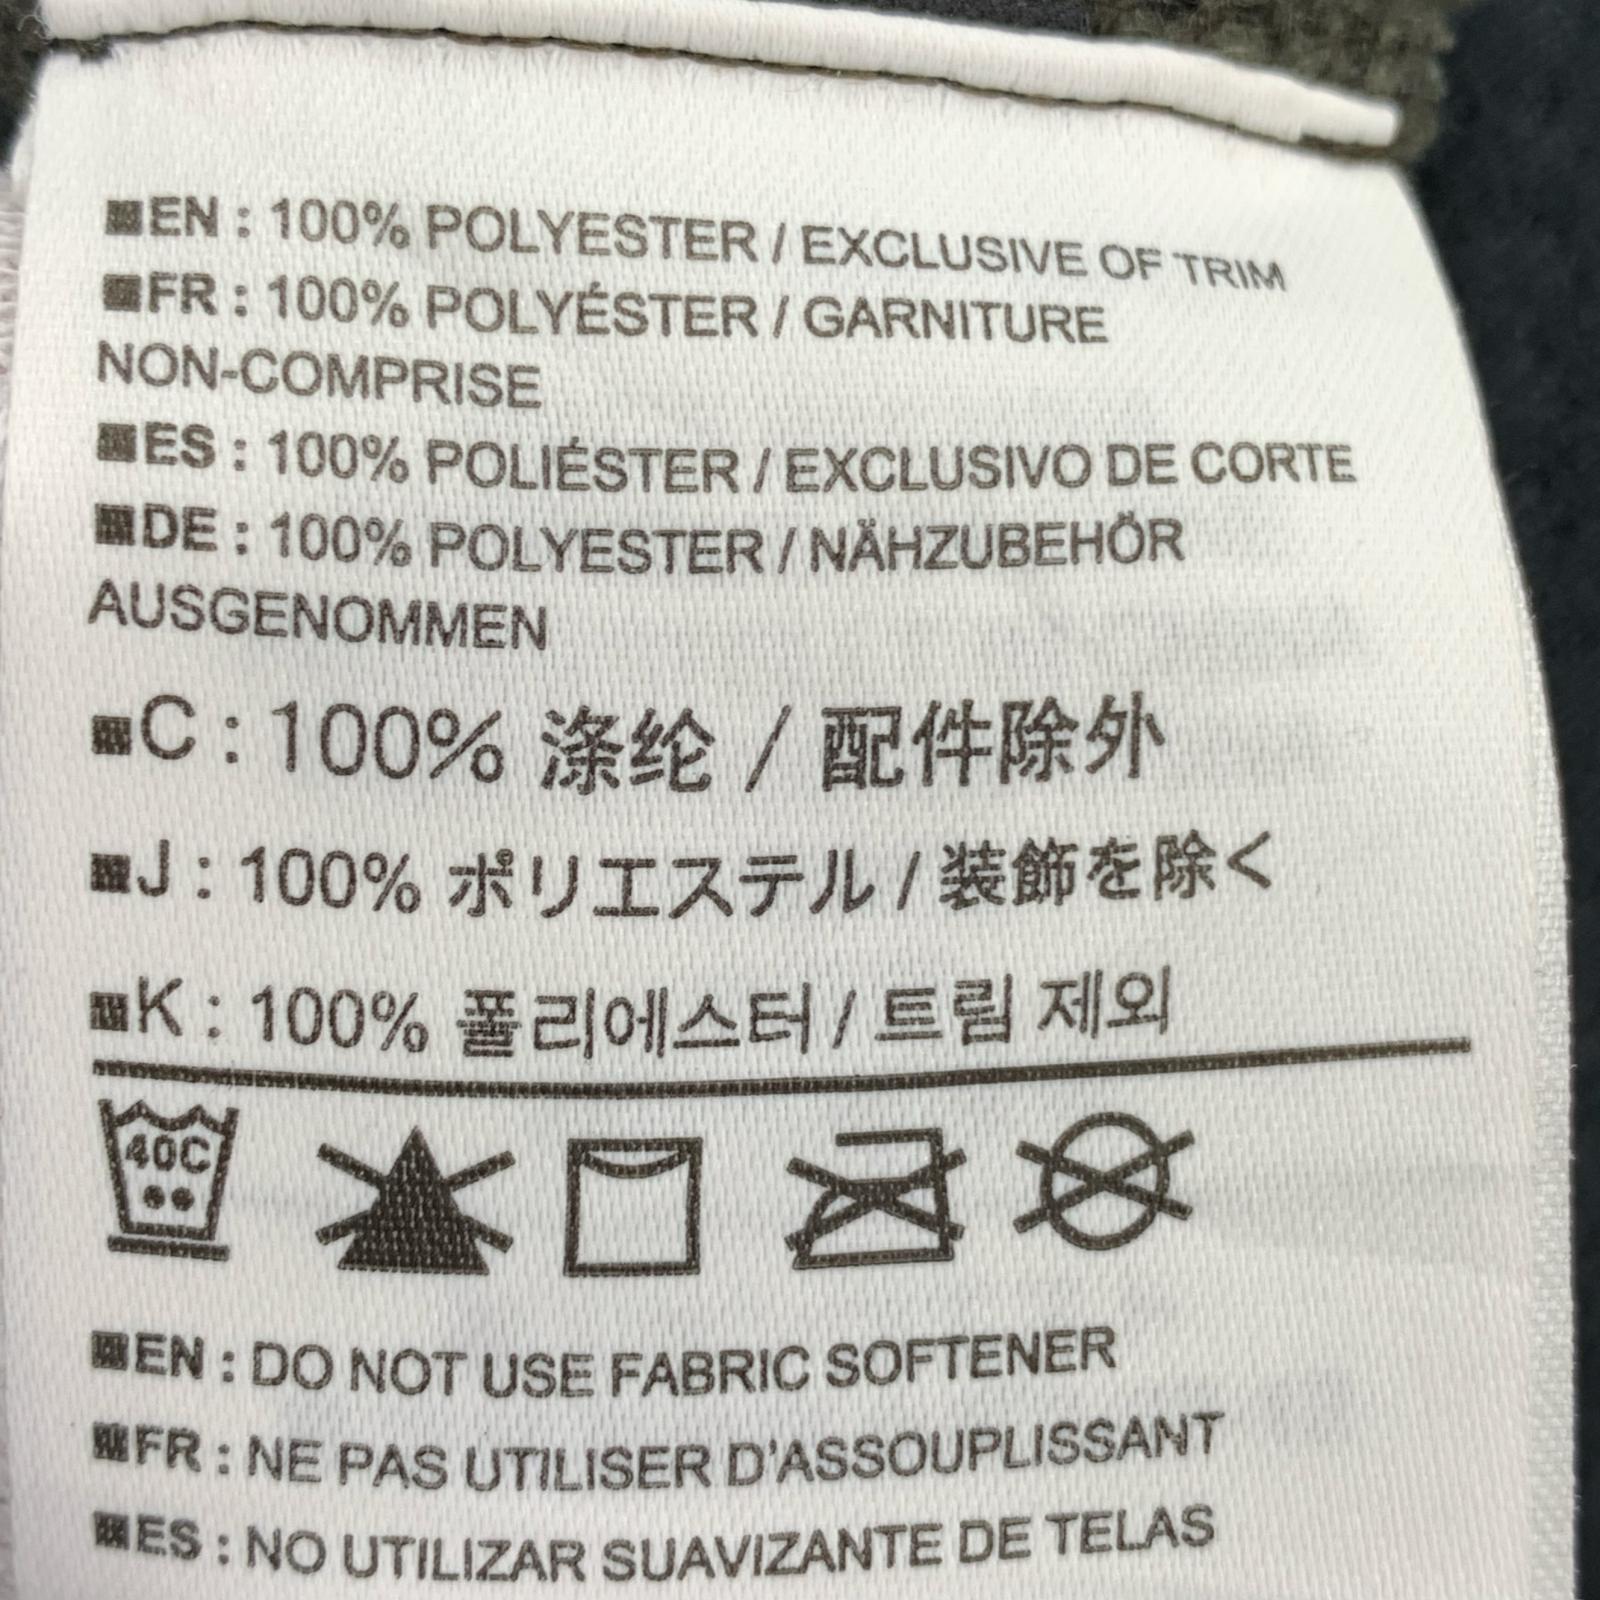 ■EN : 100% POLYESTER / EXCLUSIVE OF TRIM
■FR : 100% POLYÉSTER / GARNITURE
NON-COMPRISE
■ES : 100% POLIÉSTER / EXCLUSIVO DE CORTE
■DE : 100% POLYESTER / NÄHZUBEHÖR
AUSGENOMMEN
■C : 100% 涤纶 / 配件除外
■J : 100% ポリエステル / 装飾を除く
■K : 100% 폴리에스터 / 트림 제외
40C
■EN : DO NOT USE FABRIC SOFTENER
■FR : NE PAS UTILISER D'ASSOUPLISSANT
■ES : NO UTILIZAR SUAVIZANTE DE TELAS